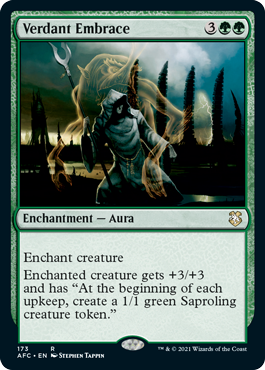 Verdant Embrace 3
Enchantment — Aura
Enchant creature
Enchanted creature gets +3/+3
and has “At the beginning of each
upkeep, create a 1/1 green Saproling
creature token.”
173 R
AFC • EN Stephen Tappin ™ & © 2021 Wizards of the Coast